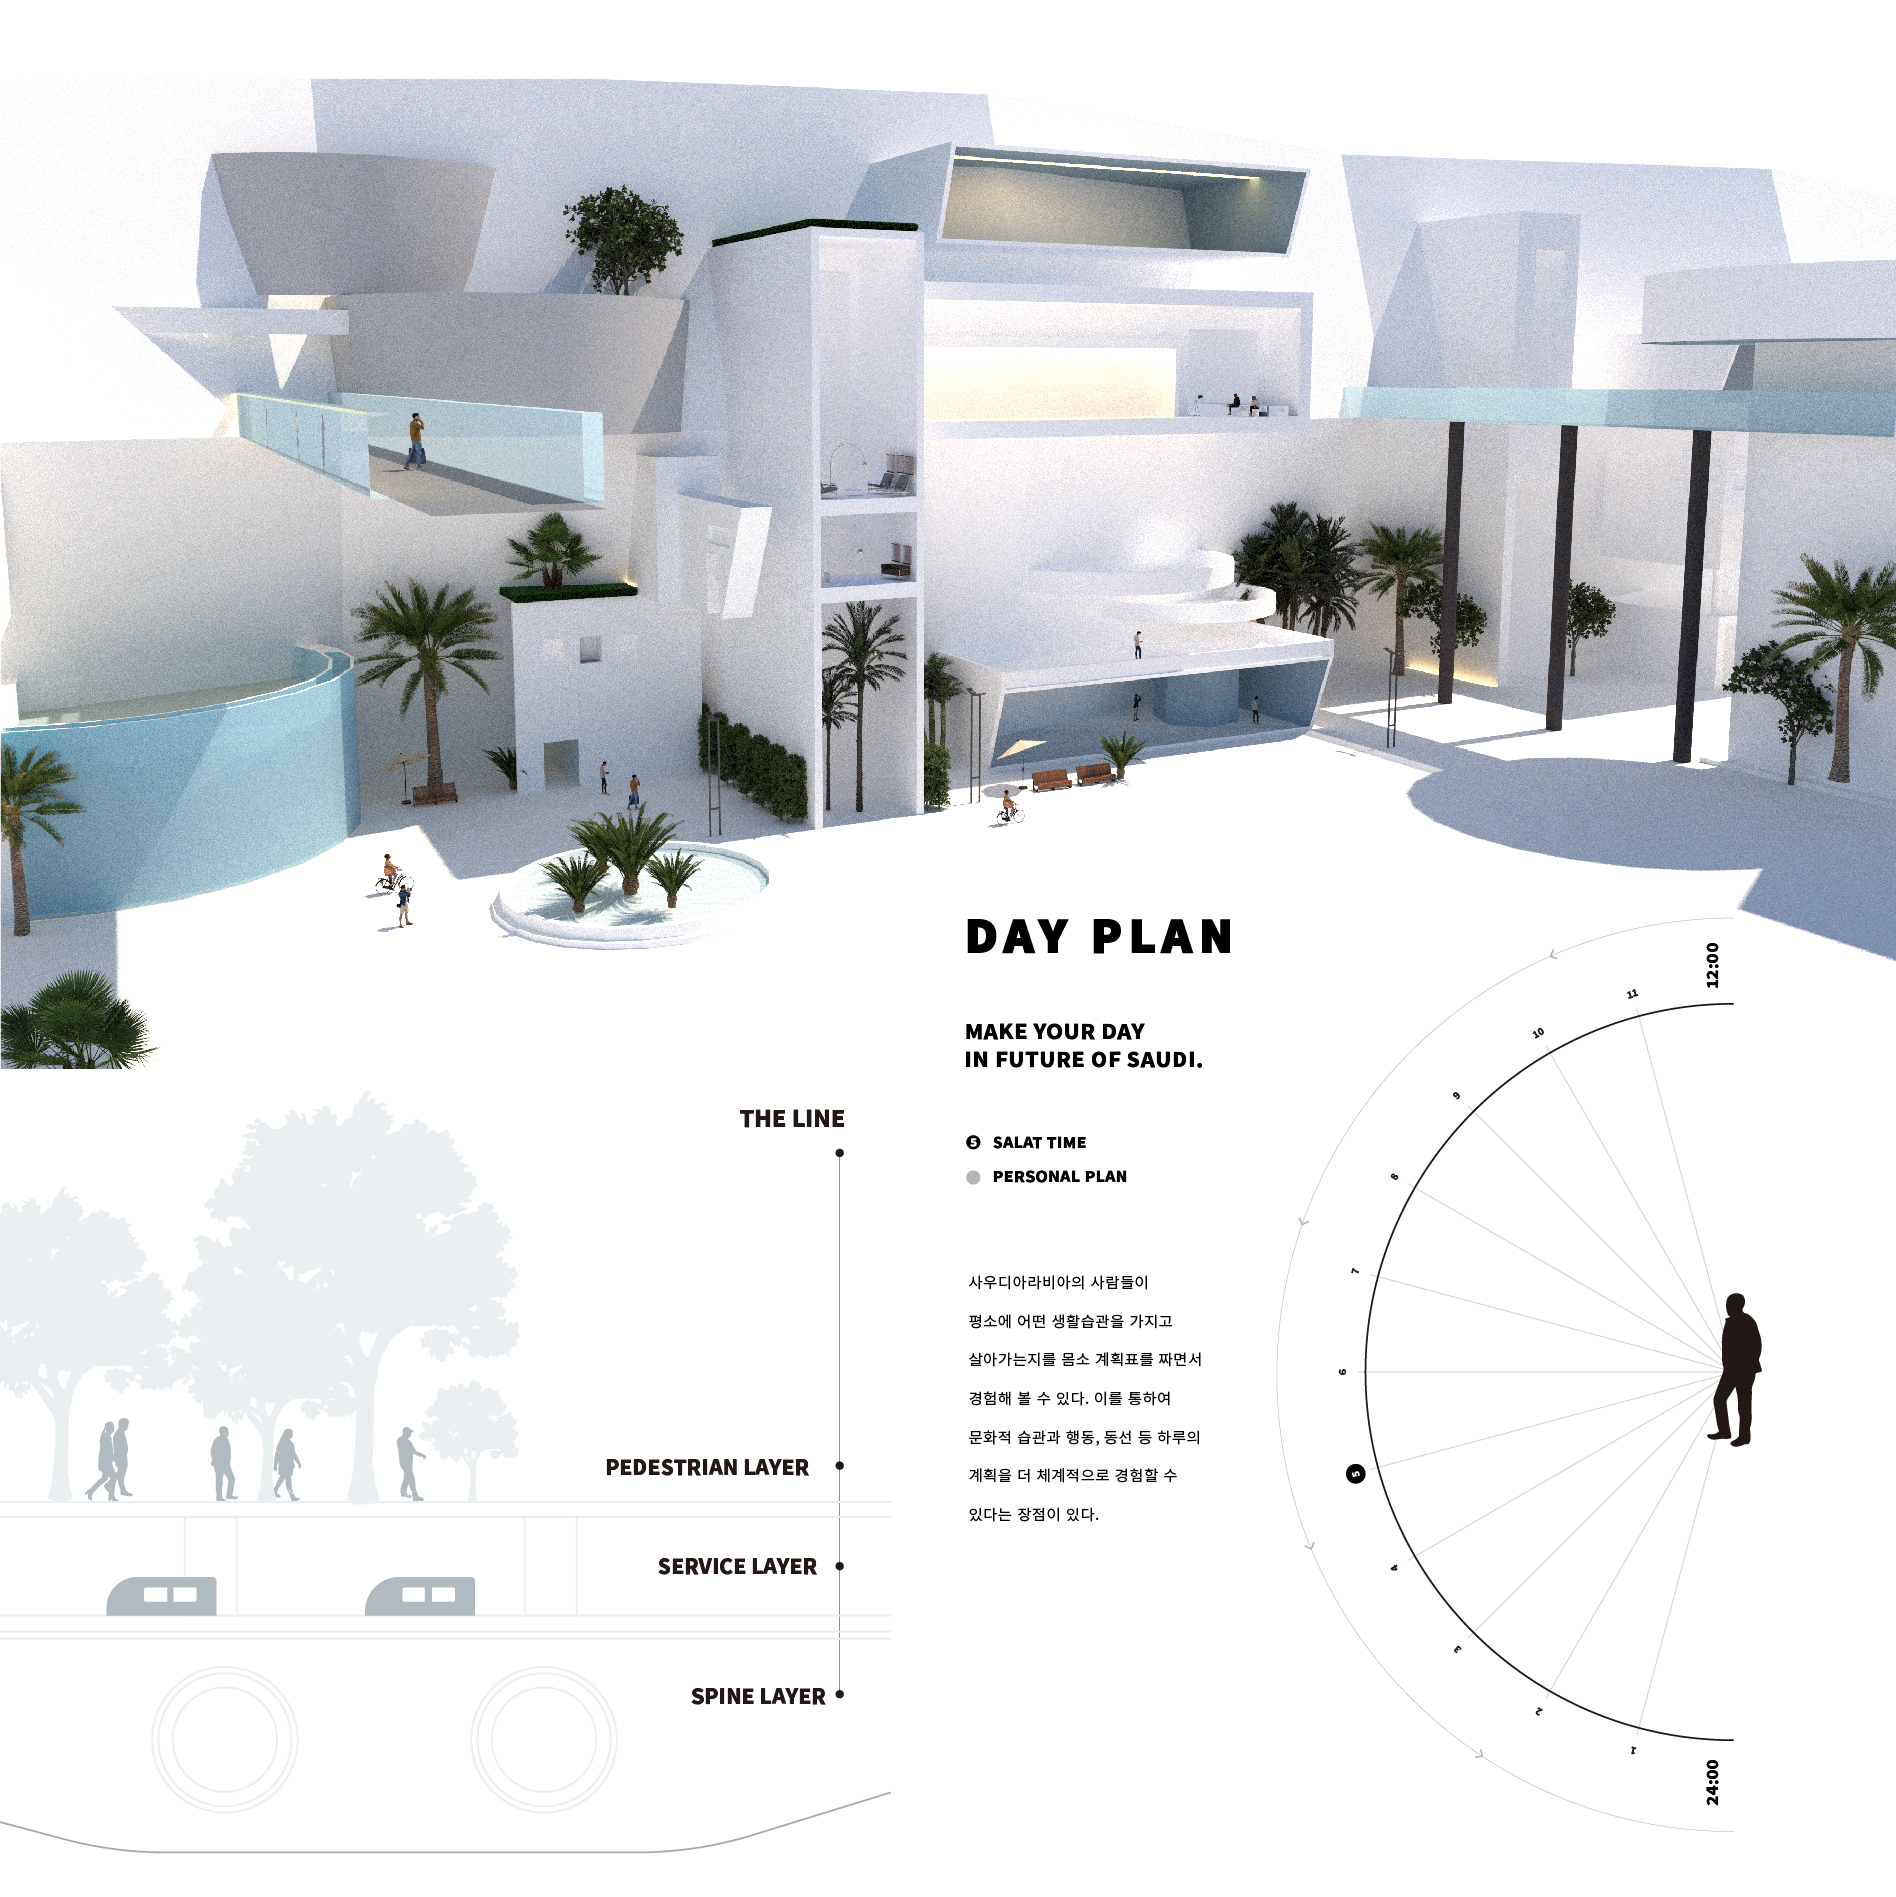 DAY PLAN
MAKE YOUR DAY
IN FUTURE OF SAUDI.
5 SALAT TIME
PERSONAL PLAN
사우디아라비아의 사람들이
평소에 어떤 생활습관을 가지고
살아가는지를 몸소 계획표를 짜면서
경험해 볼 수 있다. 이를 통하여
문화적 습관과 행동, 동선 등 하루의
계획을 더 체계적으로 경험할 수
있다는 장점이 있다.
12:00
11
10
9
8
7
6
5
4
3
2
1
24:00
THE LINE
PEDESTRIAN LAYER
SERVICE LAYER
SPINE LAYER